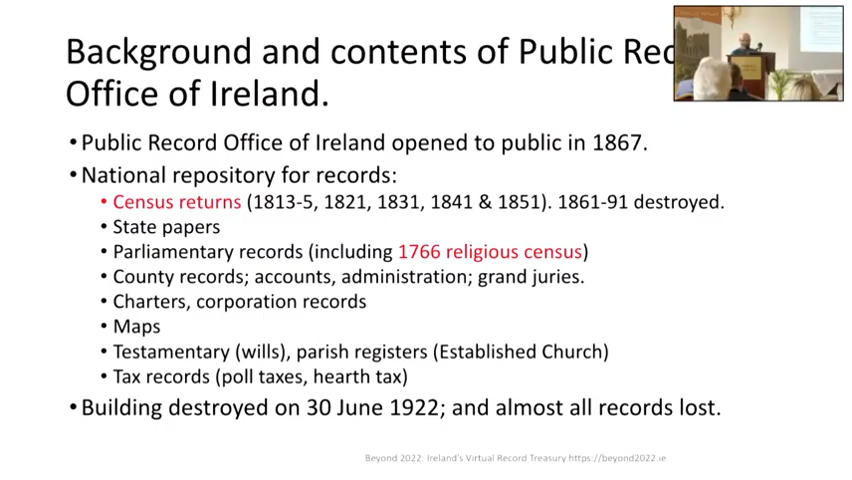 Background and contents of Public Rec
Office of Ireland.
• Public Record Office of Ireland opened to public in 1867.
• National repository for records:
• Census returns (1813-5, 1821, 1831, 1841 & 1851). 1861-91 destroyed.
• State papers
• Parliamentary records (including 1766 religious census)
• County records; accounts, administration; grand juries.
• Charters, corporation records
• Maps
• Testamentary (wills), parish registers (Established Church)
• Tax records (poll taxes, hearth tax)
• Building destroyed on 30 June 1922; and almost all records lost.
Beyond 2022: Ireland's Virtual Record Treasury https://beyond2022.ie